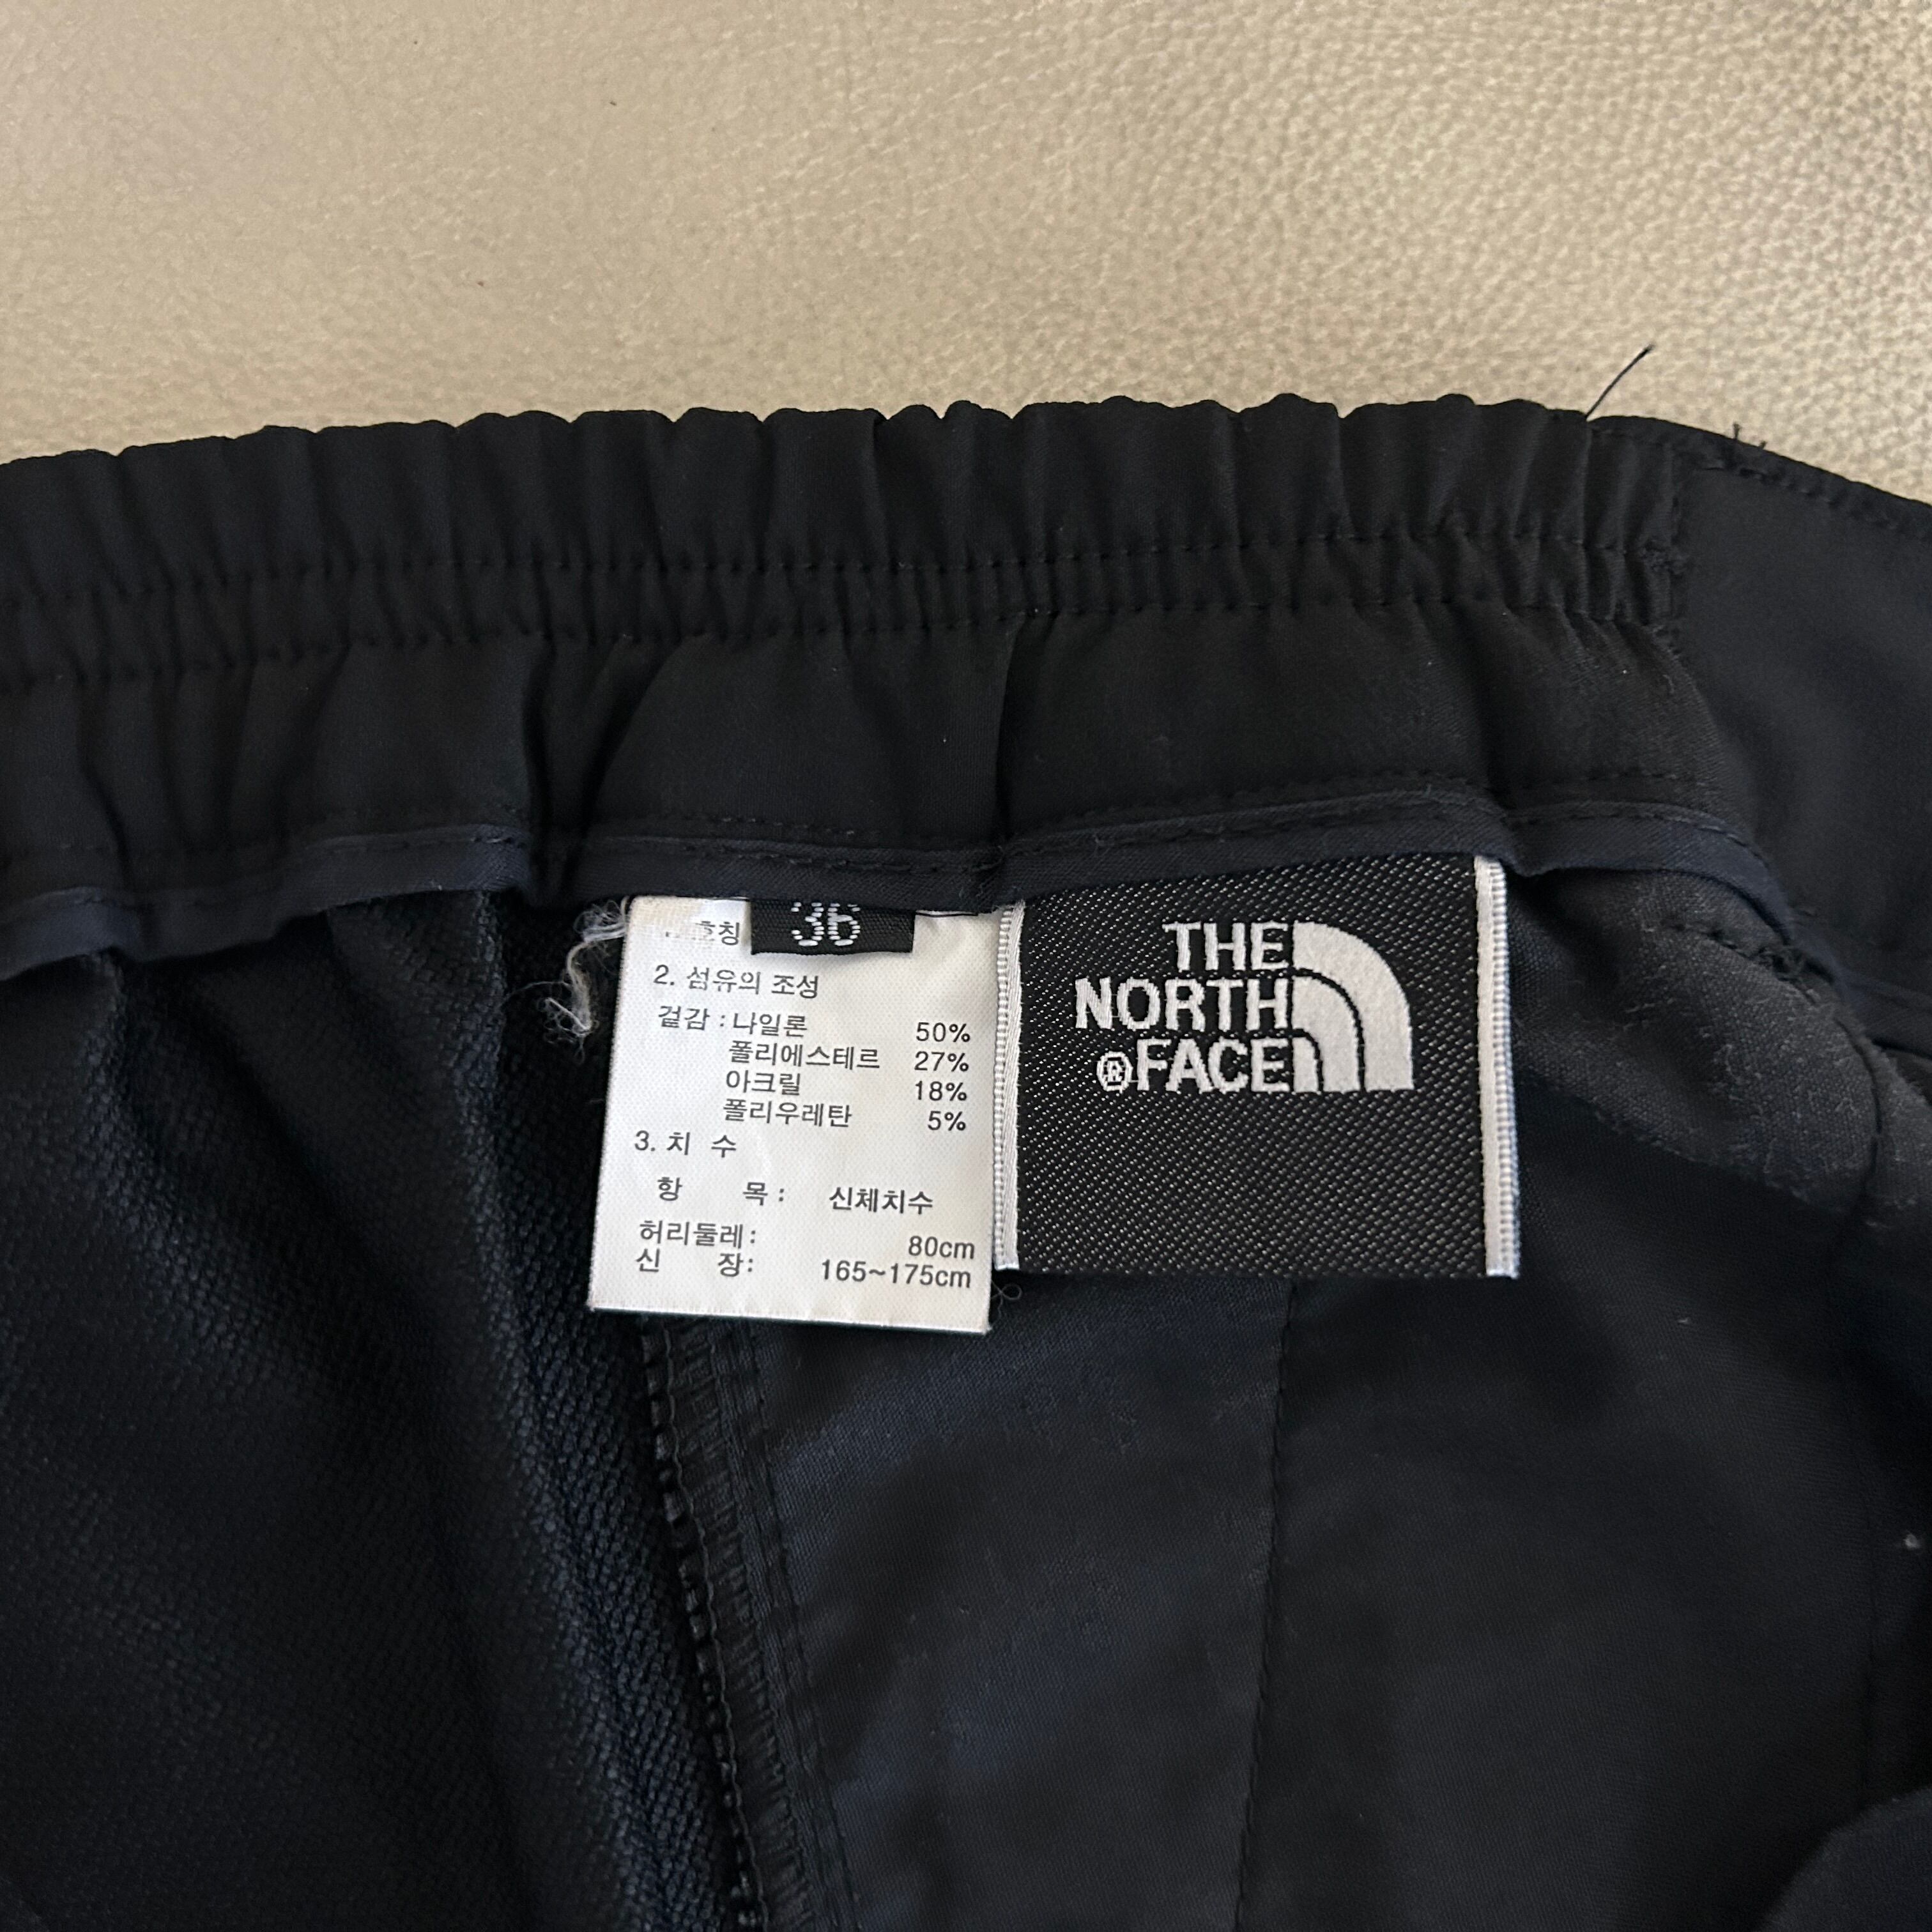 호칭 36
2. 섬유의 조성
겉감 : 나일론 50%
폴리에스테르 27%
아크릴 18%
폴리우레탄 5%
3. 치 수
항 목 : 신체치수
허리둘레 : 80cm
신 장 : 165~175cm
THE
NORTH
® FACE